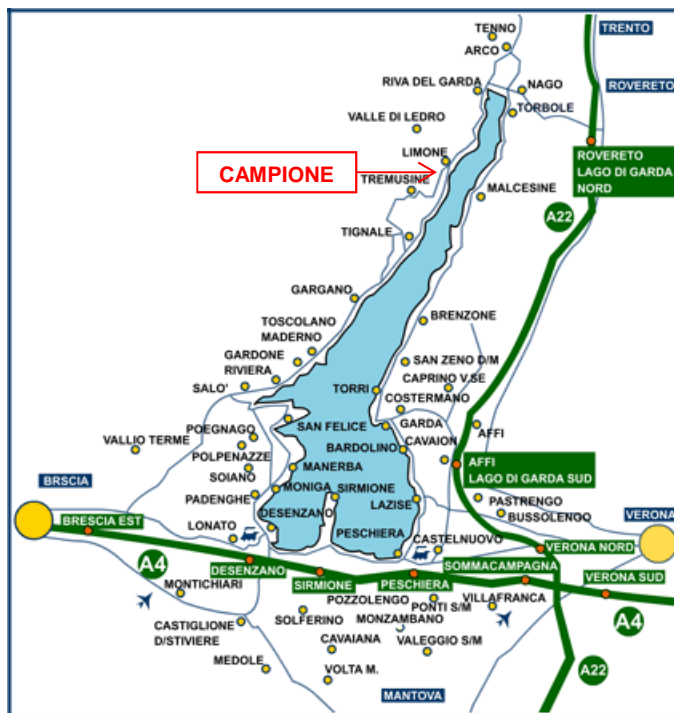 TENNO
TRENTO
ARCO
RIVA DEL GARDA
NAGO
ROVERETO
TORBOLE
VALLE DI LEDRO
LIMONE
ROVERETO
LAGO DI GARDA
NORD
CAMPIONE
TREMUSINE
MALCESINE
A22
TIGNALE
GARGANO
BRENZONE
TOSCOLANO
MADERNO
GARDONE
RIVIERA
SAN ZENO D/M
CAPRINO V.SE
SALO'
TORRI
COSTERMANO
POEGNAGO
SAN FELICE
GARDA
AFFI
VALLIO TERME
POLPENAZZE
BARDOLINO
CAVAION
SOIANO
MANERBA
AFFI
LAGO DI GARDA SUD
BRSCIA
PADENGHE
MONIGA
SIRMIONE
LAZISE
PASTRENGO
BUSSOLENGO
VERONA
BRESCIA EST
LONATO
DESENZANO
PESCHIERA
CASTELNUOVO
VERONA NORD
A4
DESENZANO
SIRMIONE
PESCHIERA
SOMMACAMPAGNA
VERONA SUD
MONTICHIARI
POZZOLENGO
PONTI S/M
VILLAFRANCA
A4
CASTIGLIONE
D/STIVIERE
SOLFERINO
MONZAMBANO
CAVAIANA
VALEGGIO S/M
MEDOLE
VOLTA M.
A22
MANTOVA